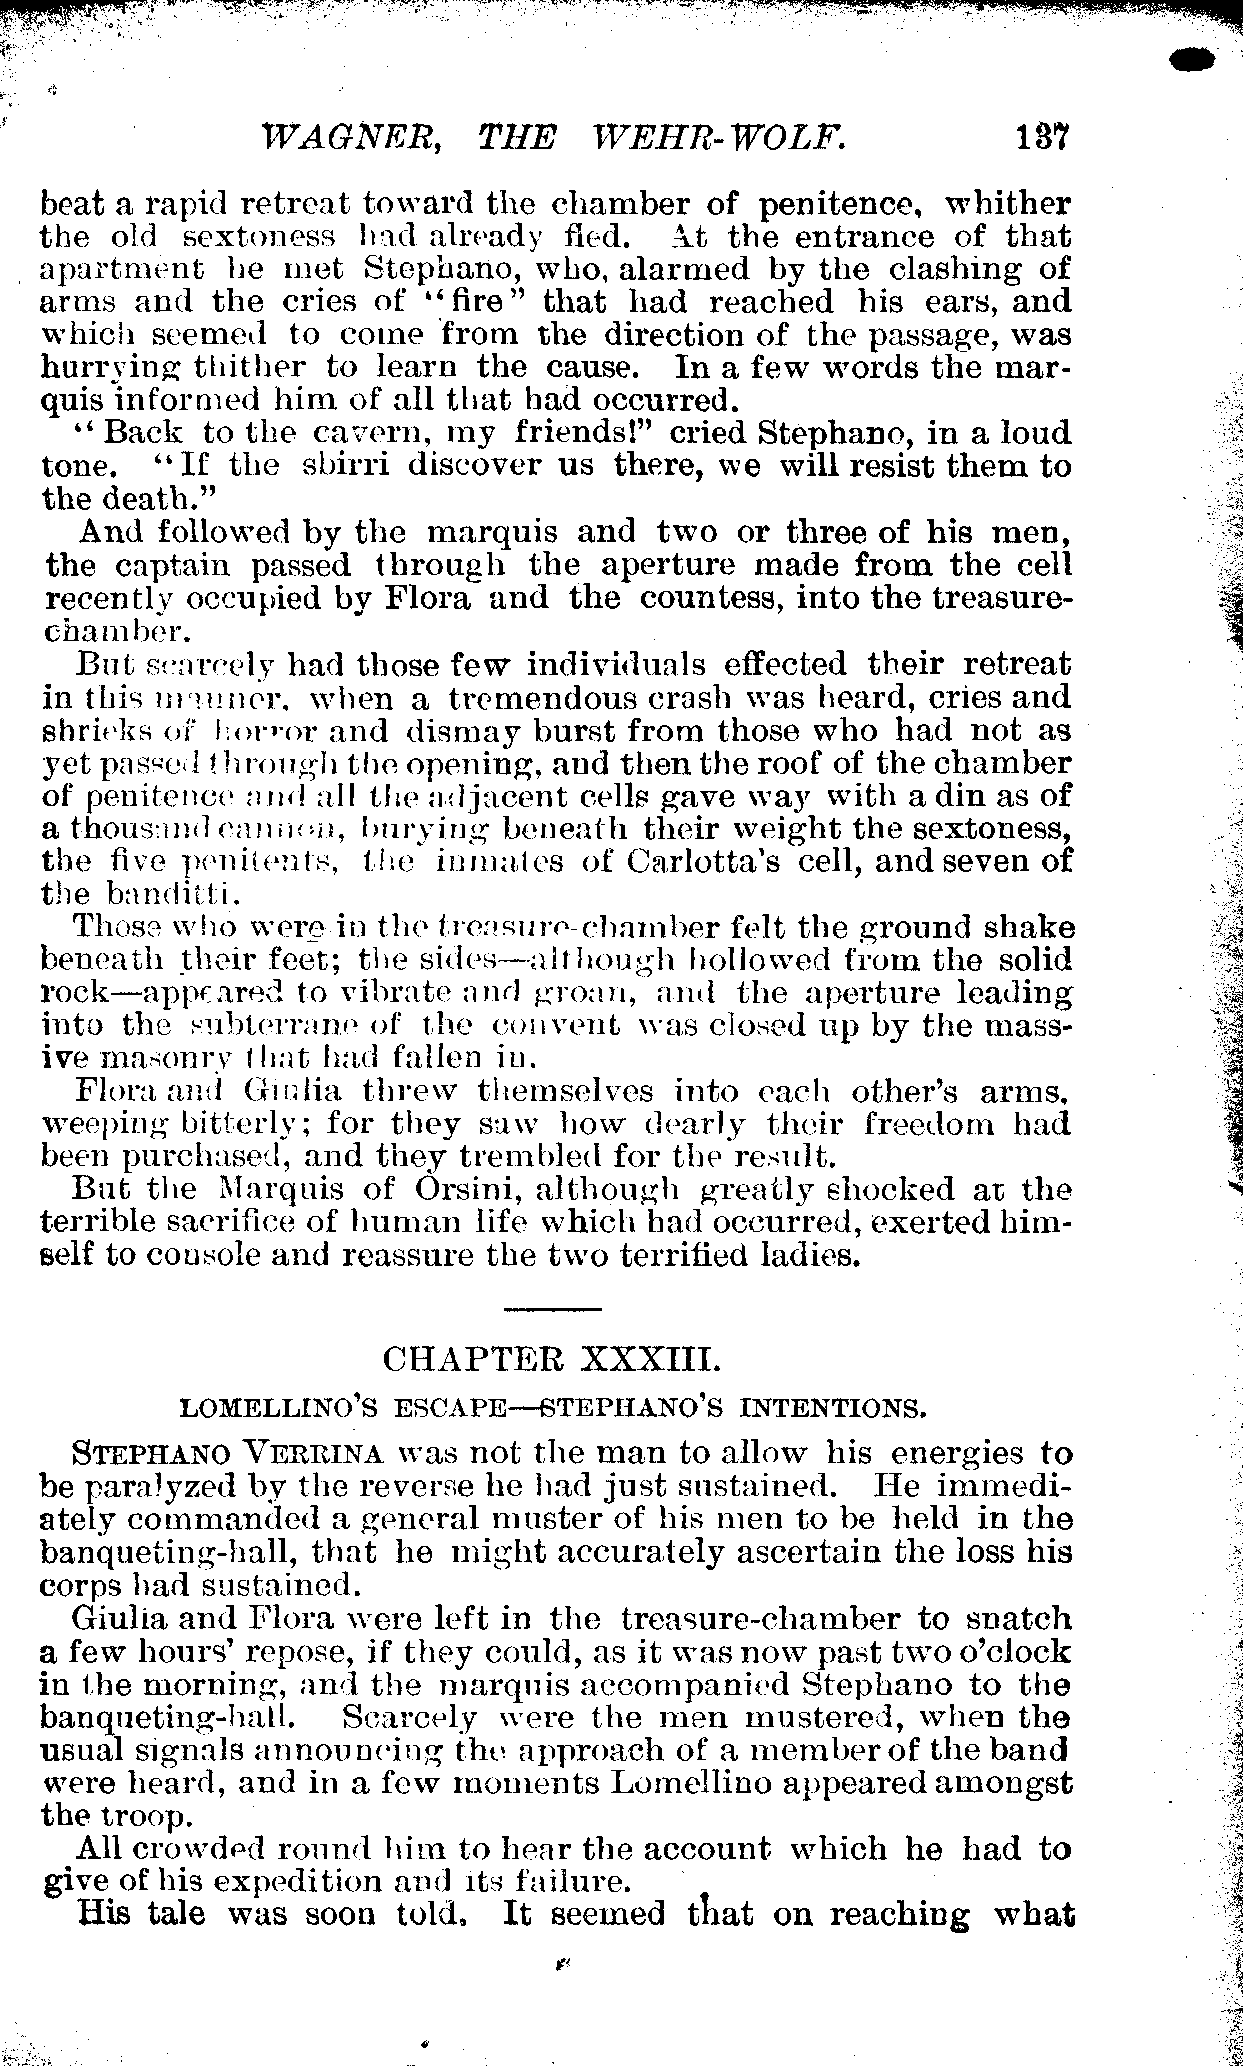 WAGNER, THE WEHR-WOLF. 137
beat a rapid retreat toward the chamber of penitence, whither
the old sextoness had already fled. At the entrance of that
apartment he met Stephano, who, alarmed by the clashing of
arms and the cries of “fire” that had reached his ears, and
which seemed to come from the direction of the passage, was
hurrying thither to learn the cause. In a few words the mar-
quis informed him of all that had occurred.
“Back to the cavern, my friends!” cried Stephano, in a loud
tone. “If the sbirri discover us there, we will resist them to
the death.”
And followed by the marquis and two or three of his men,
the captain passed through the aperture made from the cell
recently occupied by Flora and the countess, into the treasure-
chamber.
But scarcely had those few individuals effected their retreat
in this manner, when a tremendous crash was heard, cries and
shrieks of horror and dismay burst from those who had not as
yet passed through the opening, and then the roof of the chamber
of penitence and all the adjacent cells gave way with a din as of
a thousand cannon, burying beneath their weight the sextoness,
the five penitents, the inmates of Carlotta's cell, and seven of
the banditti.
Those who were in the treasure-chamber felt the ground shake
beneath their feet; the sides—although hollowed from the solid
rock—appeared to vibrate and groan, and the aperture leading
into the subterrane of the convent was closed up by the mass-
ive masonry that had fallen in.
Flora and Giulia threw themselves into each other's arms,
weeping bitterly; for they saw how dearly their freedom had
been purchased, and they trembled for the result.
But the Marquis of Orsini, although greatly shocked at the
terrible sacrifice of human life which had occurred, exerted him-
self to console and reassure the two terrified ladies.
CHAPTER XXXIII.
LOMELLINO'S ESCAPE—STEPHANO'S INTENTIONS.
STEPHANO VERRINA was not the man to allow his energies to
be paralyzed by the reverse he had just sustained. He immedi-
ately commanded a general muster of his men to be held in the
banqueting-hall, that he might accurately ascertain the loss his
corps had sustained.
Giulia and Flora were left in the treasure-chamber to snatch
a few hours' repose, if they could, as it was now past two o'clock
in the morning, and the marquis accompanied Stephano to the
banqueting-hall. Scarcely were the men mustered, when the
usual signals announcing the approach of a member of the band
were heard, and in a few moments Lomellino appeared amongst
the troop.
All crowded round him to hear the account which he had to
give of his expedition and its failure.
His tale was soon told. It seemed that on reaching what